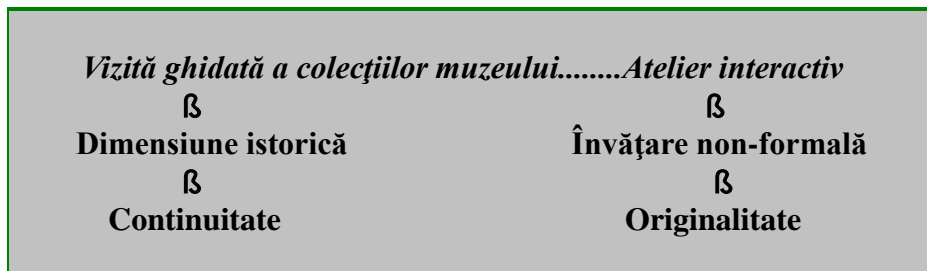 Vizită ghidată a colecţiilor muzeului........Atelier interactiv
ß ß
Dimensiune istorică Învăţare non-formală
ß ß
Continuitate Originalitate